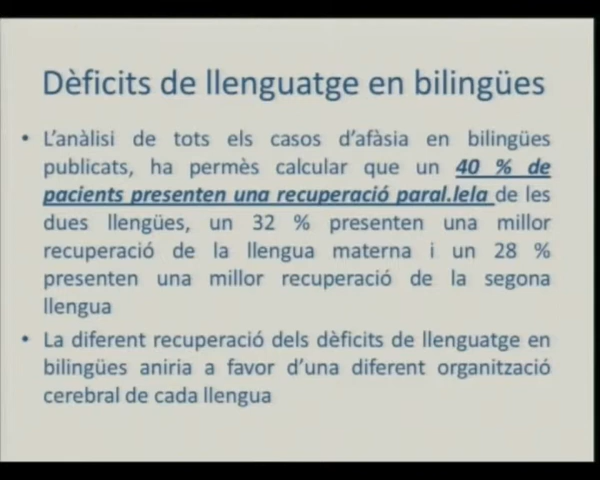 Dèficits de llenguatge en bilingües
• L'anàlisi de tots els casos d'afàsia en bilingües
publicats, ha permès calcular que un 40 % de
pacients presenten una recuperació paral.lela de les
dues llengües, un 32 % presenten una millor
recuperació de la llengua materna i un 28 %
presenten una millor recuperació de la segona
llengua
• La diferent recuperació dels dèficits de llenguatge en
bilingües aniria a favor d'una diferent organització
cerebral de cada llengua